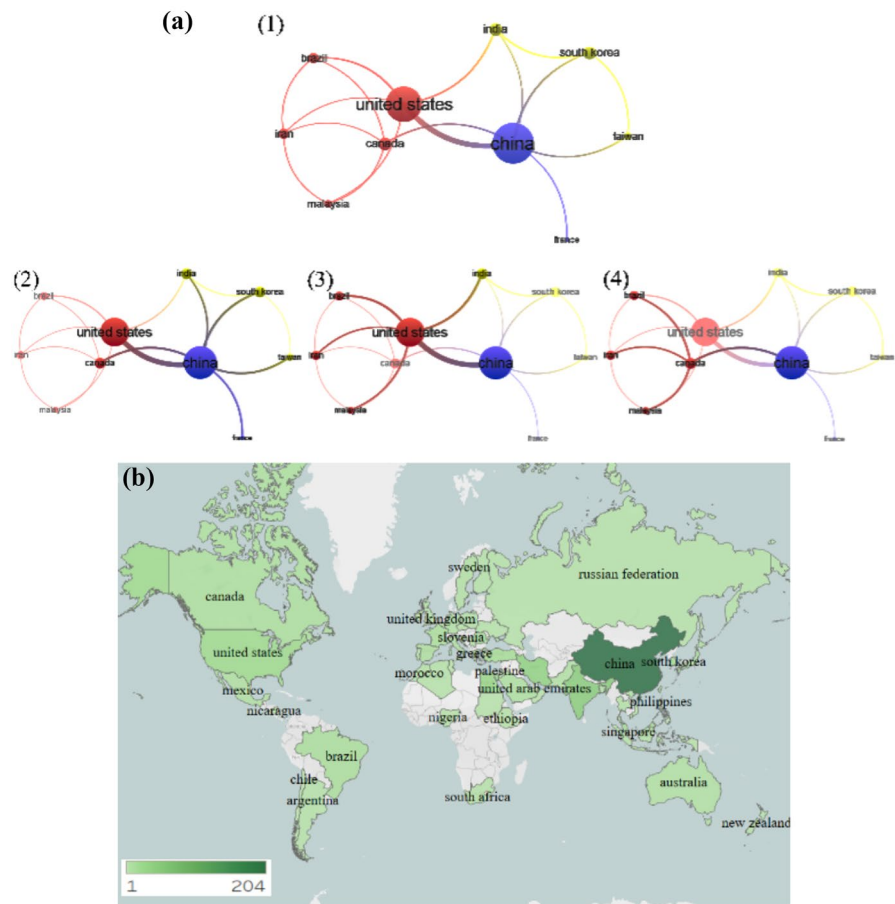 (a)
(1)
india
south korea
brazil
united states
iran
canada
china
taiwan
malaysia
france
(2)
india
brazil
south korea
united states
iran
canada
china
taiwan
malaysia
france
(3)
india
brazil
south korea
united states
iran
canada
china
taiwan
malaysia
france
(4)
india
brazil
south korea
united states
iran
canada
china
taiwan
malaysia
france
(b)
sweden
russian federation
canada
united kingdom
slovenia
united states
greece
china
south korea
morocco
palestine
mexico
united arab emirates
philippines
nicaragua
nigeria
ethiopia
singapore
brazil
chile
australia
argentina
south africa
new zealand
1 204